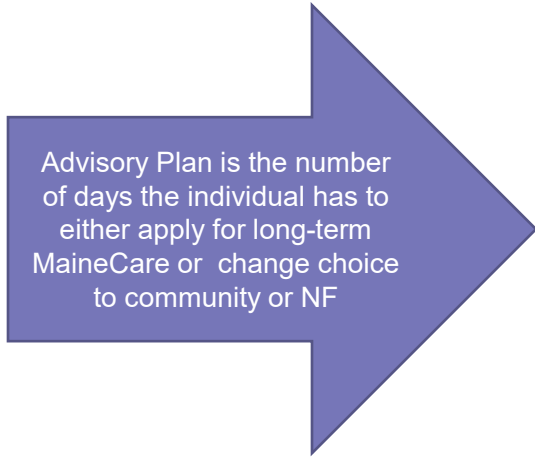 Advisory Plan is the number
of days the individual has to
either apply for long-term
MaineCare or  change choice
to community or NF